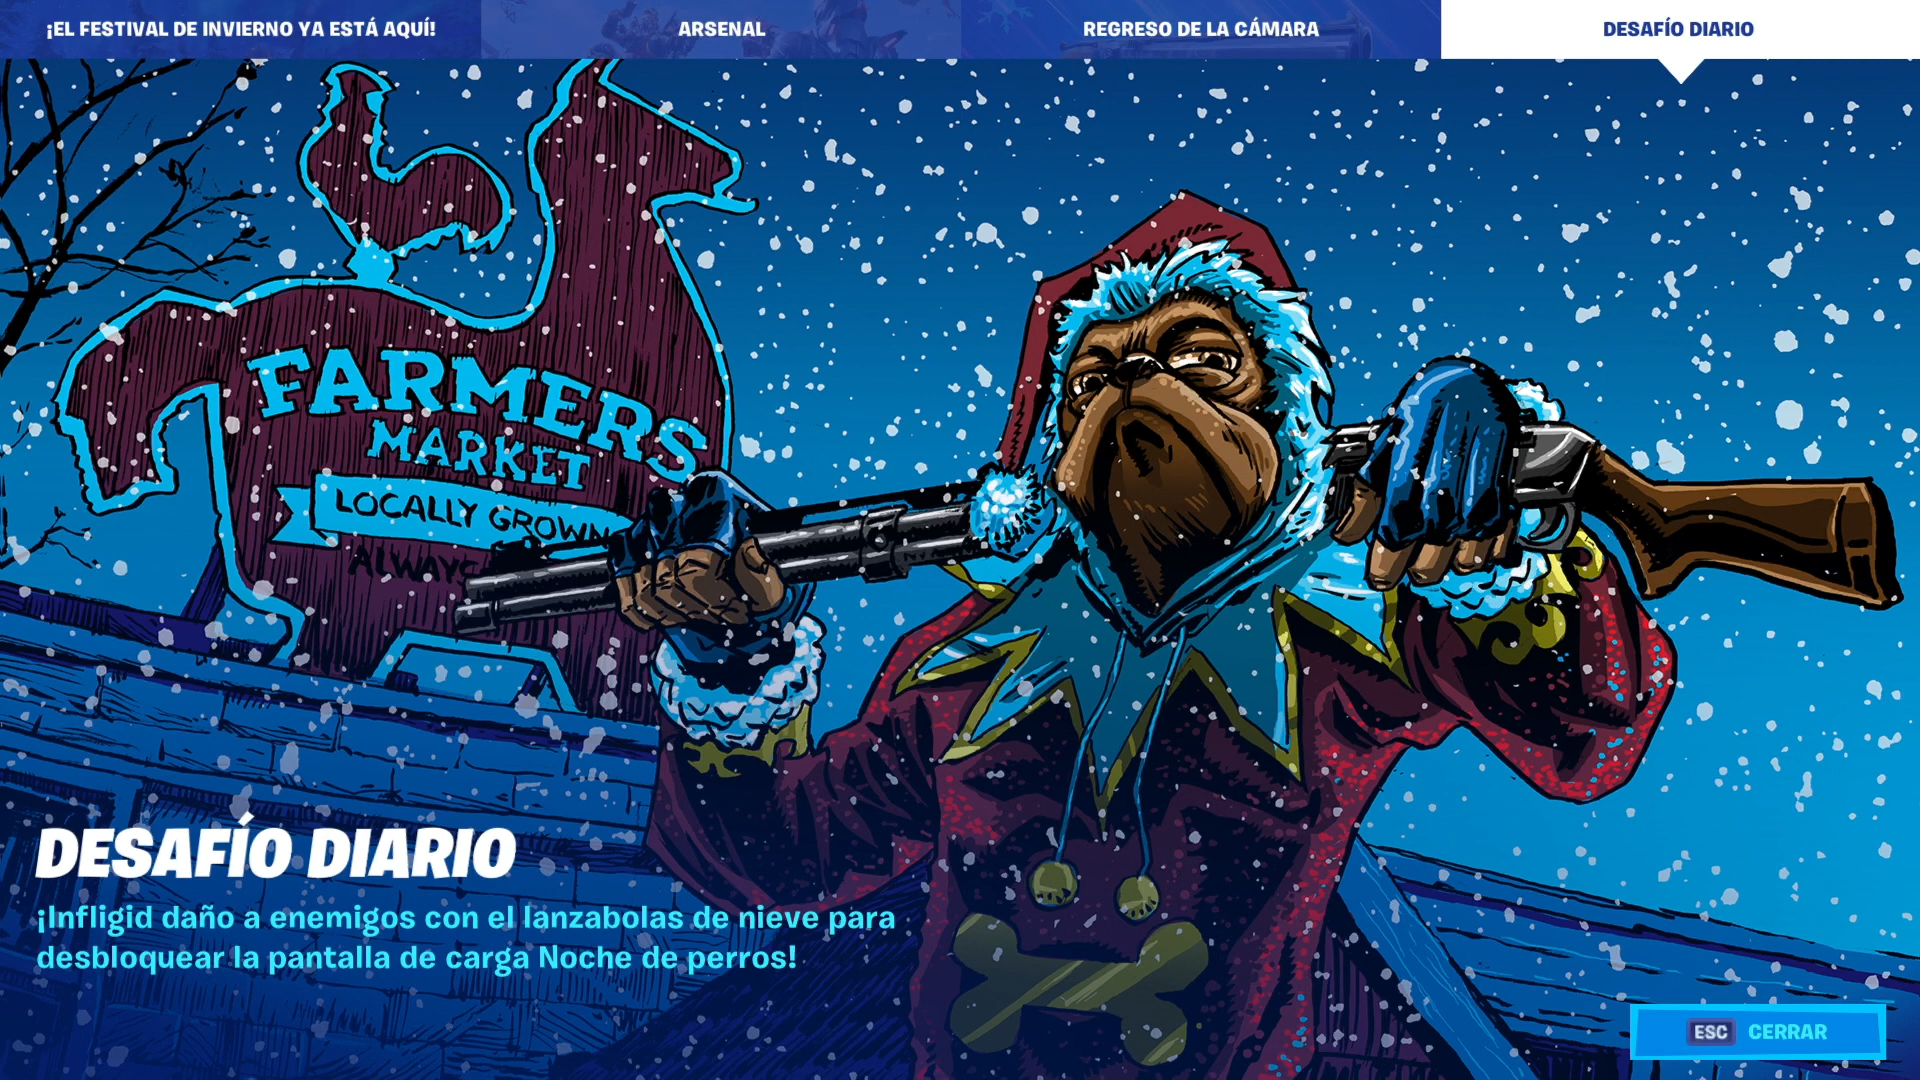 ¡EL FESTIVAL DE INVIERNO YA ESTÁ AQUÍ!
ARSENAL
REGRESO DE LA CÁMARA
DESAFÍO DIARIO
FARMERS
MARKET
LOCALLY GROWN
ALWAYS
DESAFÍO DIARIO
¡Infligid daño a enemigos con el lanzabolas de nieve para
desbloquear la pantalla de carga Noche de perros!
ESC CERRAR